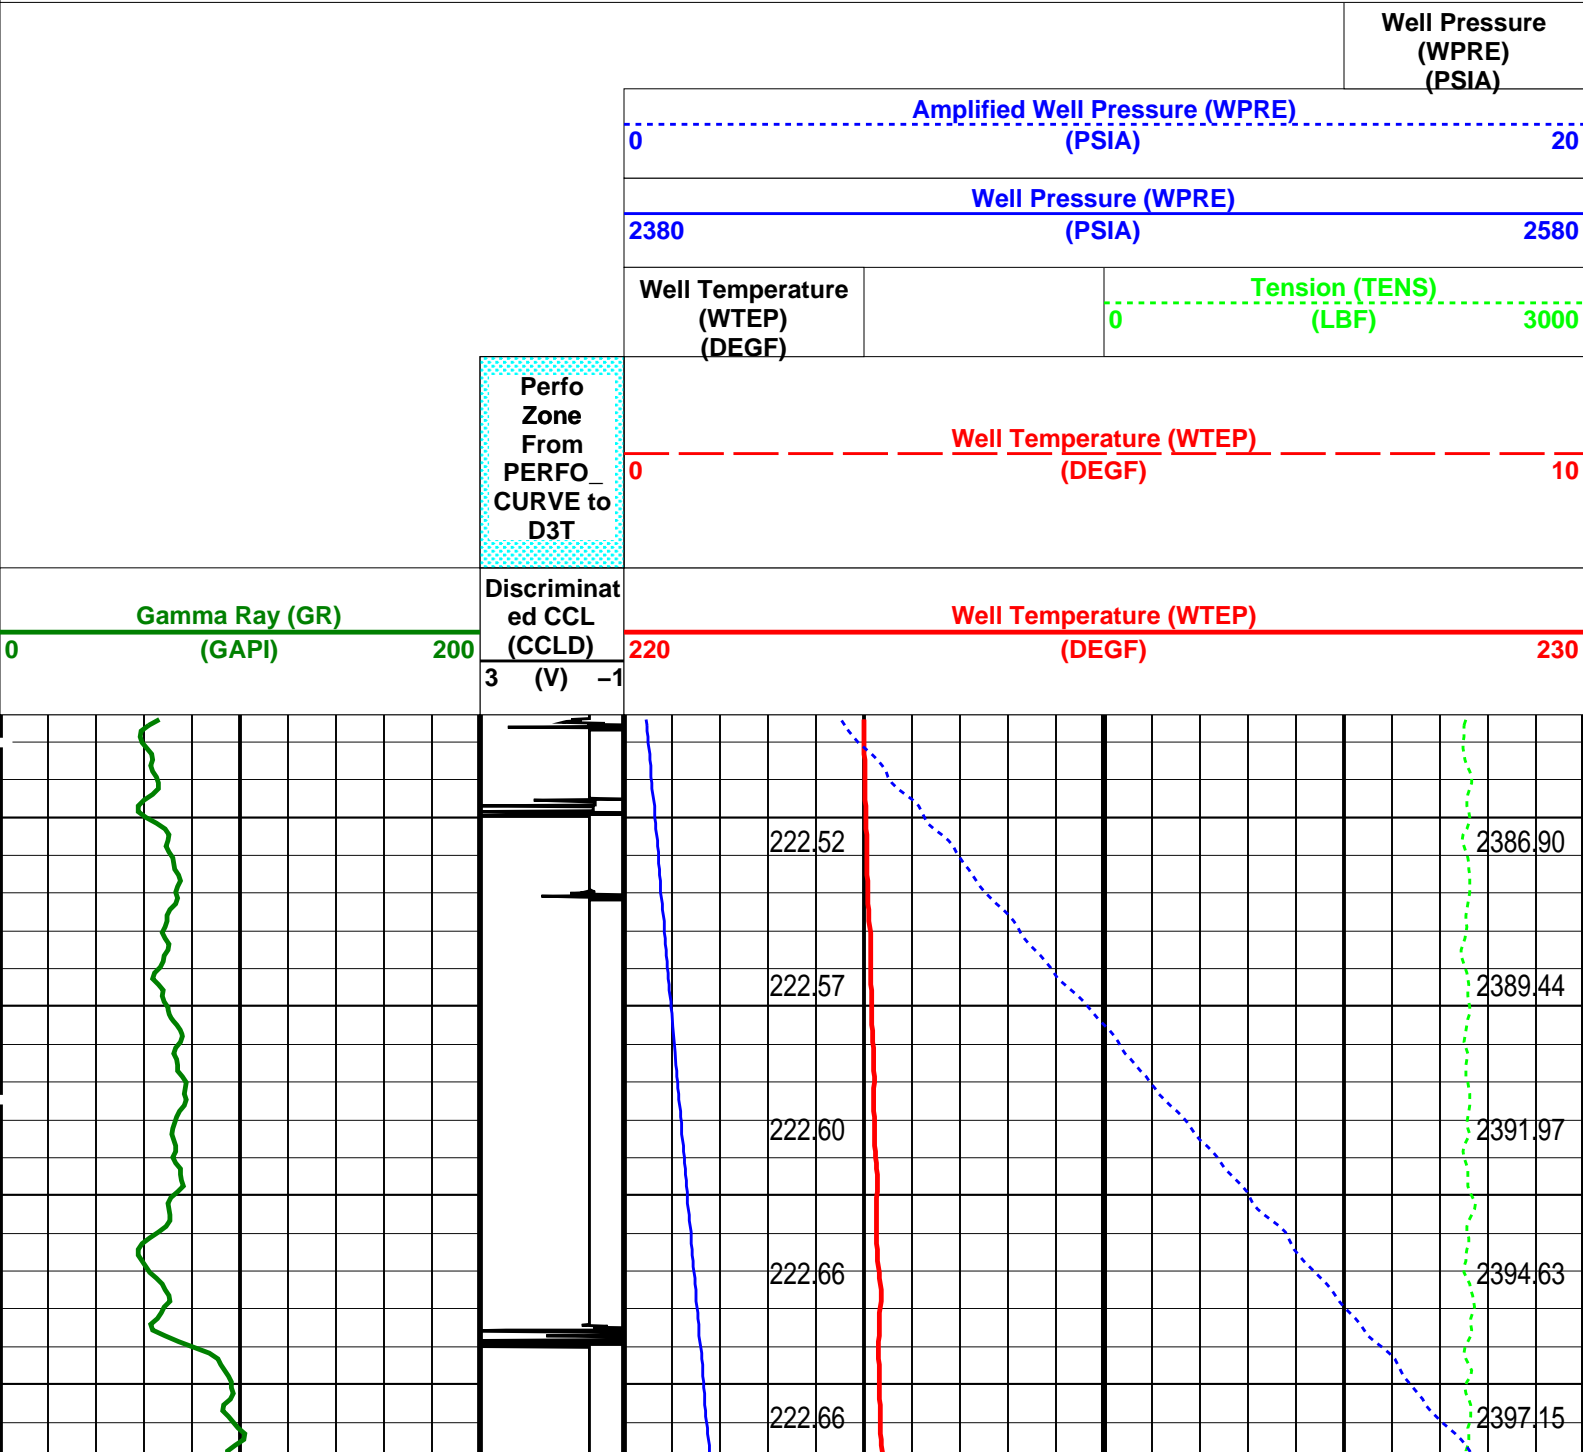 Well Pressure
(WPRE)
(PSIA)
Amplified Well Pressure (WPRE)
0 (PSIA) 20
Well Pressure (WPRE)
2380 (PSIA) 2580
Well Temperature
(WTEP)
(DEGF)
Tension (TENS)
0 (LBF) 3000
Perfo
Zone
From
PERFO_
CURVE to
D3T
Well Temperature (WTEP)
0 (DEGF) 10
Gamma Ray (GR)
0 (GAPI) 200
Discriminat
ed CCL
(CCLD)
3 (V) −1
Well Temperature (WTEP)
220 (DEGF) 230
222.52 2386.90
222.57 2389.44
222.60 2391.97
222.66 2394.63
222.66 2397.15